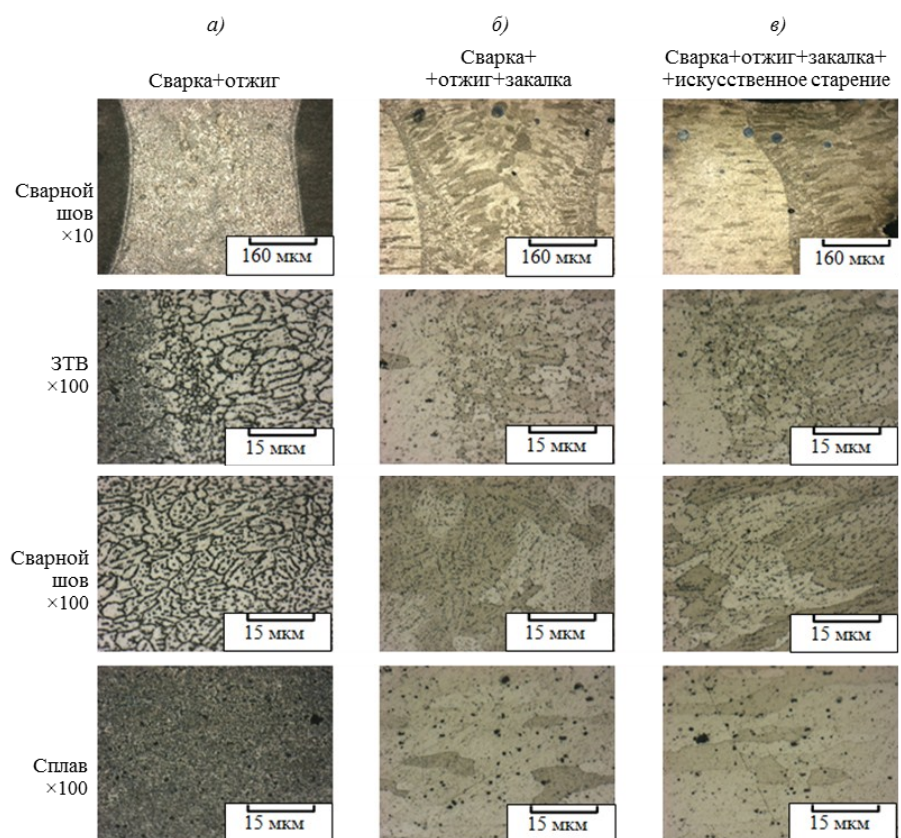 а)
б)
в)
Сварка+отжиг
Сварка+
+отжиг+закалка
Сварка+отжиг+закалка+
+искусственное старение
Сварной
шов
×10
160 мкм
160 мкм
160 мкм
ЗТВ
×100
15 мкм
15 мкм
15 мкм
Сварной
шов
×100
15 мкм
15 мкм
15 мкм
Сплав
×100
15 мкм
15 мкм
15 мкм